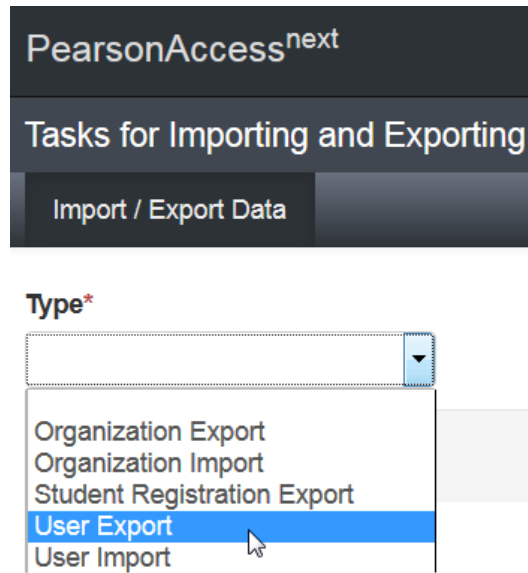 PearsonAccessnext
Tasks for Importing and Exporting
Import / Export Data
Type*
Organization Export
Organization Import
Student Registration Export
User Export
User Import